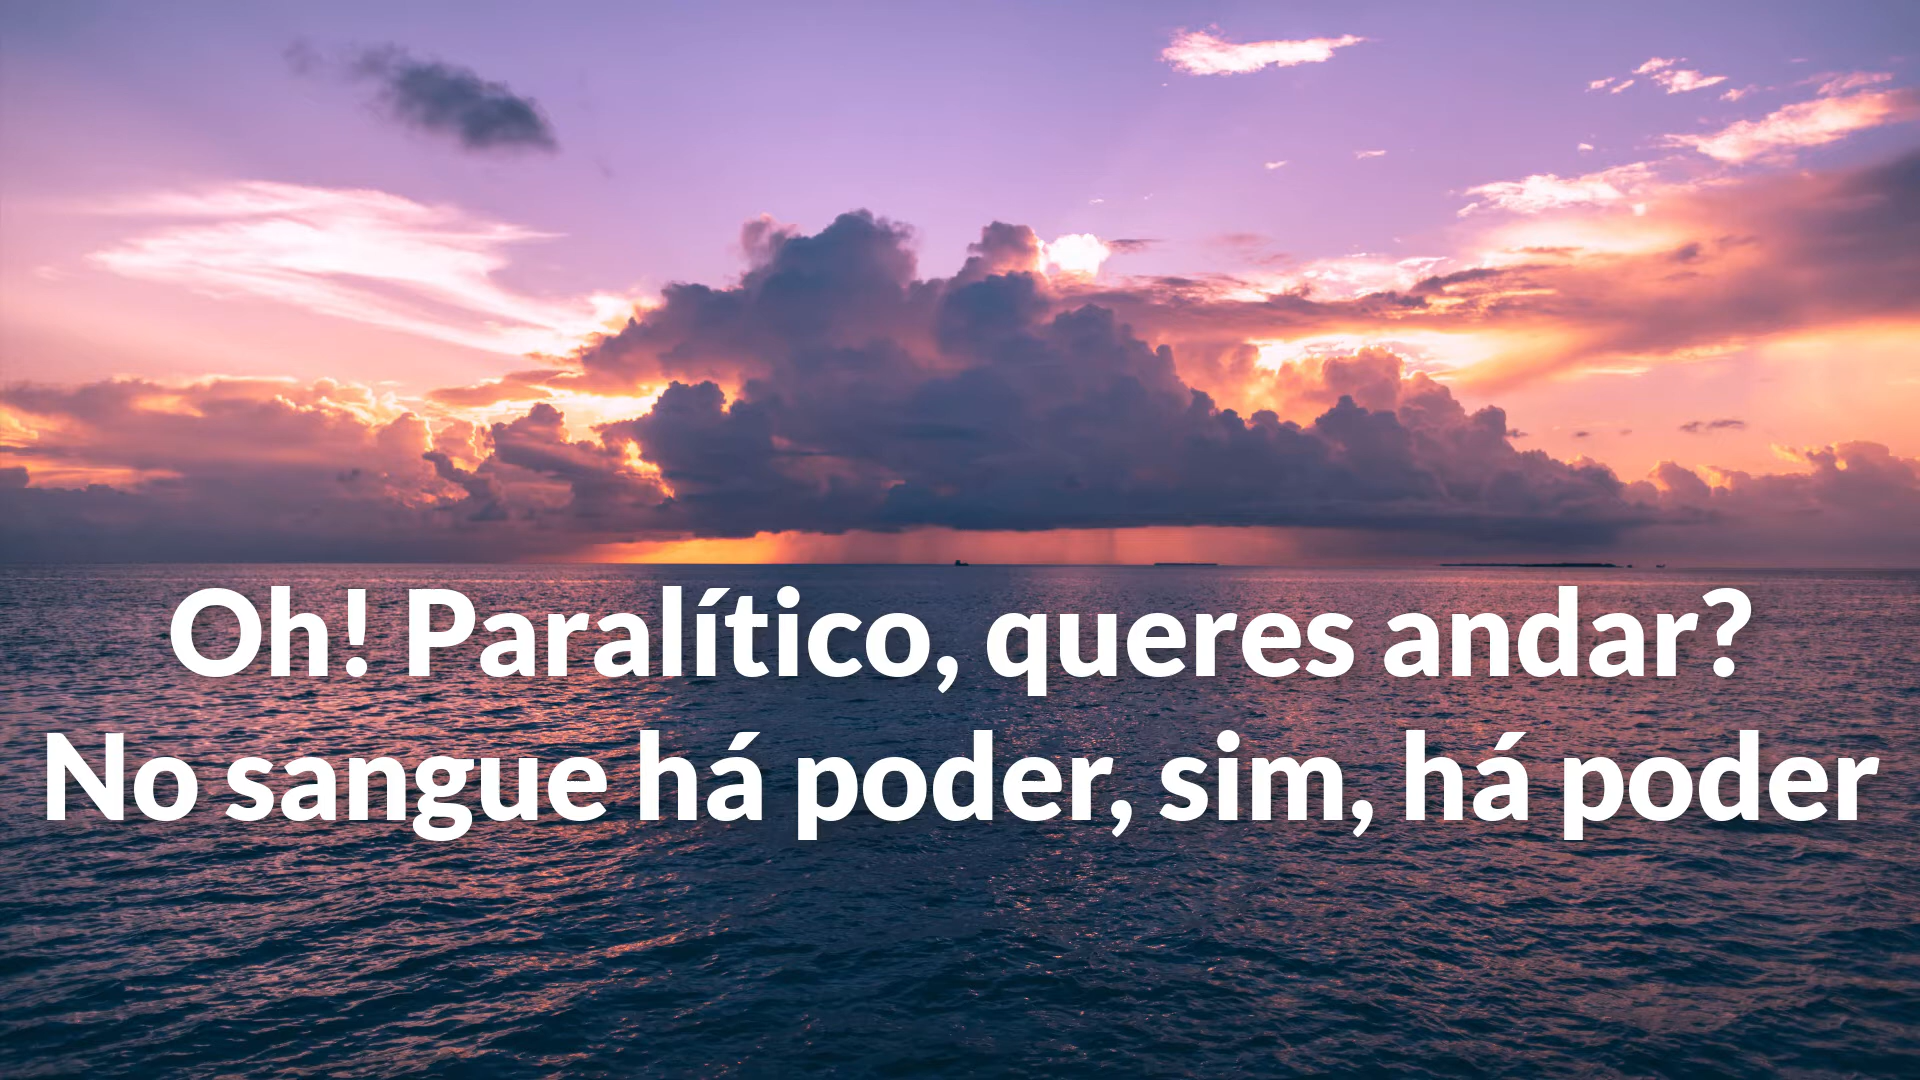 Oh! Paralítico, queres andar?
No sangue há poder, sim, há poder